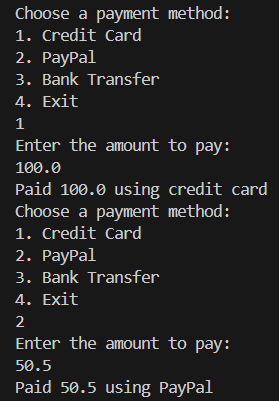 Choose a payment method:
1. Credit Card
2. PayPal
3. Bank Transfer
4. Exit
1
Enter the amount to pay:
100.0
Paid 100.0 using credit card
Choose a payment method:
1. Credit Card
2. PayPal
3. Bank Transfer
4. Exit
2
Enter the amount to pay:
50.5
Paid 50.5 using PayPal